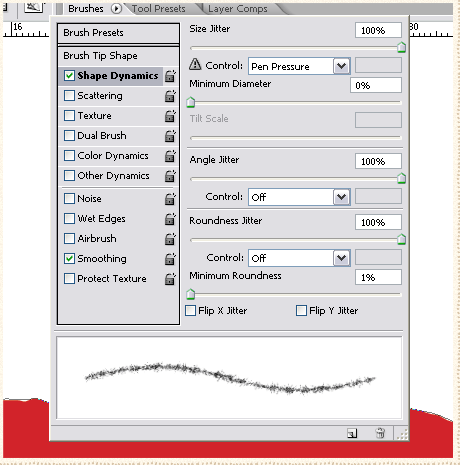 Brushes Tool Presets Layer Comps
16
80
Brush Presets
Brush Tip Shape
Shape Dynamics
Scattering
Texture
Dual Brush
Color Dynamics
Other Dynamics
Noise
Wet Edges
Airbrush
Smoothing
Protect Texture
Size Jitter 100%
Control: Pen Pressure
Minimum Diameter 0%
Tilt Scale
Angle Jitter 100%
Control: Off
Roundness Jitter 100%
Control: Off
Minimum Roundness 1%
Flip X Jitter Flip Y Jitter